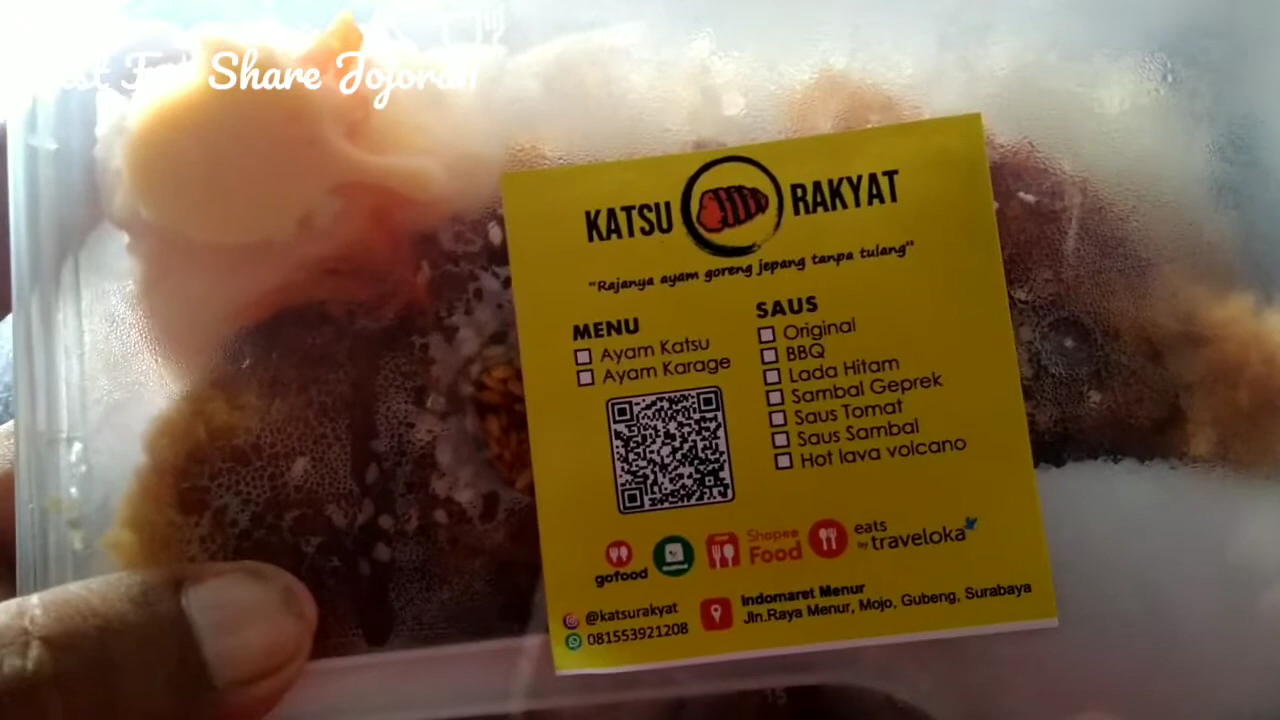 Share Jojoran
KATSU RAKYAT
"Rajanya ayam goreng jepang tanpa tulang"
MENU
Ayam Katsu
Ayam Karage
SAUS
Original
BBQ
Lada Hitam
Sambal Geprek
Saus Tomat
Saus Sambal
Hot lava volcano
gofood
Shopee Food
eats by traveloka
@katsurakyat
081553921208
Indomaret Menur
Jln.Raya Menur, Mojo, Gubeng, Surabaya